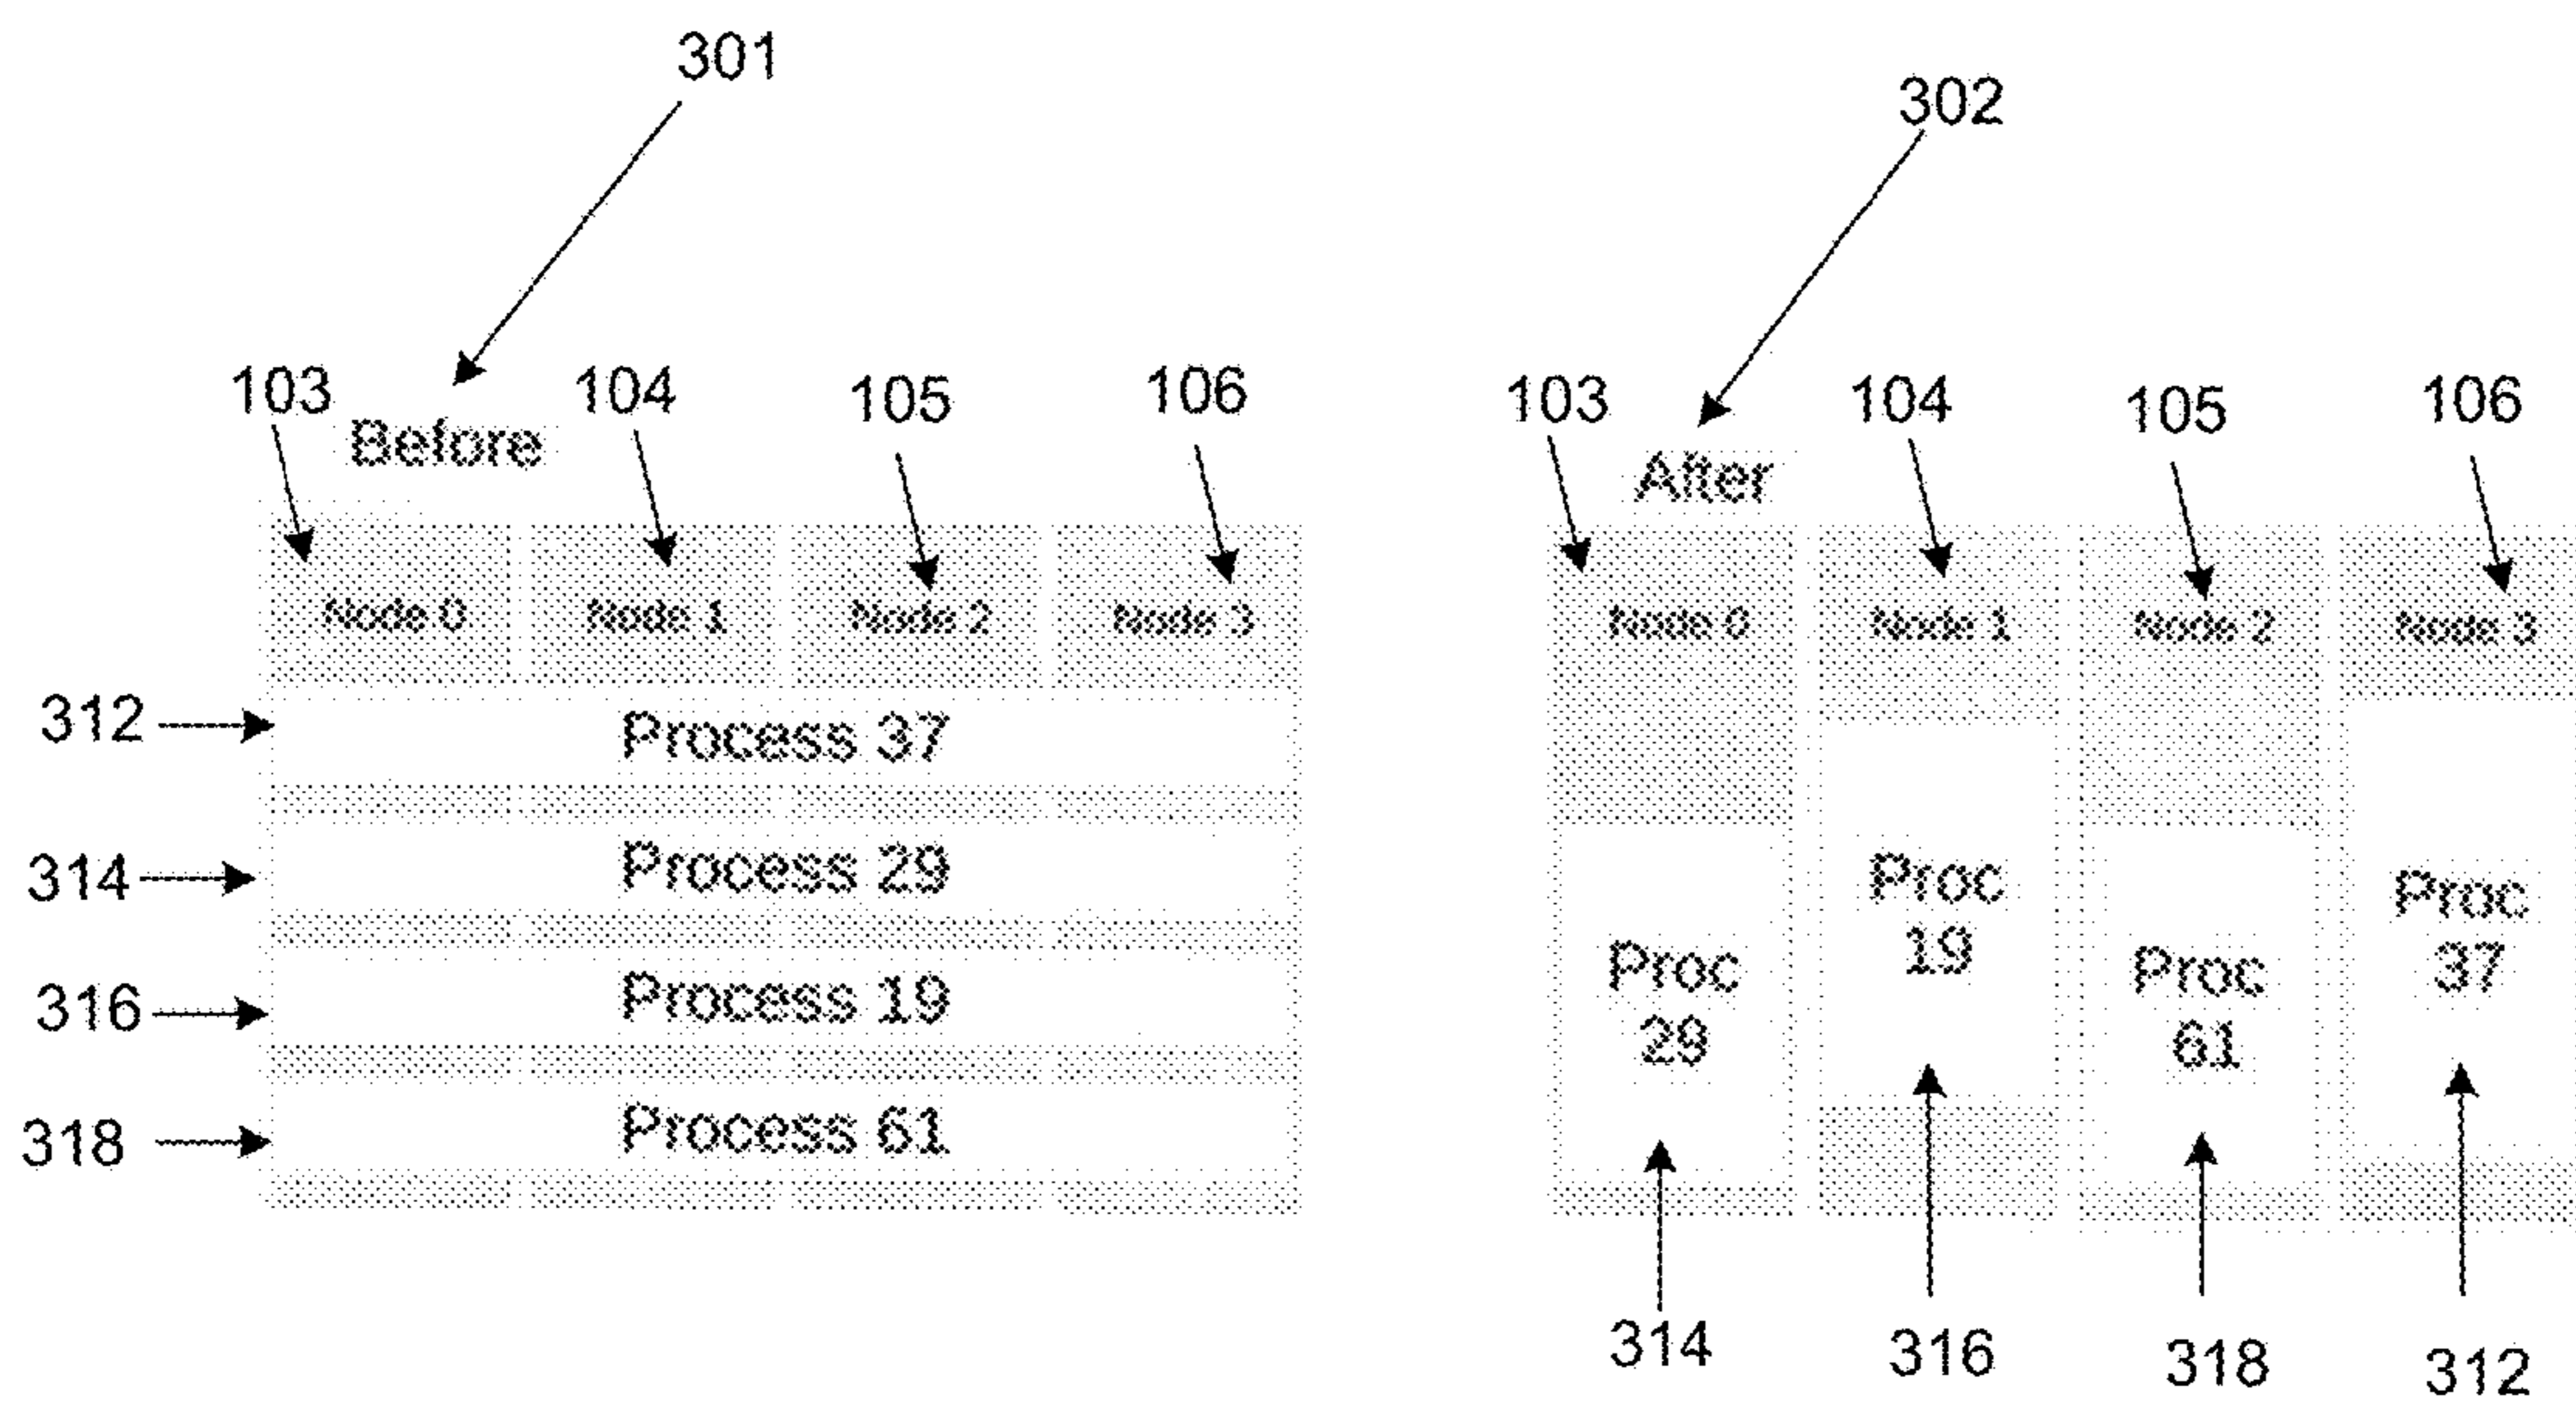 301
302
103
104
105
106
Before
103
104
105
106
After
Node 0
Node 1
Node 2
Node 3
Node 0
Node 1
Node 2
Node 3
312
Process 37
314
Process 29
316
Process 19
318
Process 61
Proc
29
Proc
19
Proc
61
Proc
37
314
316
318
312